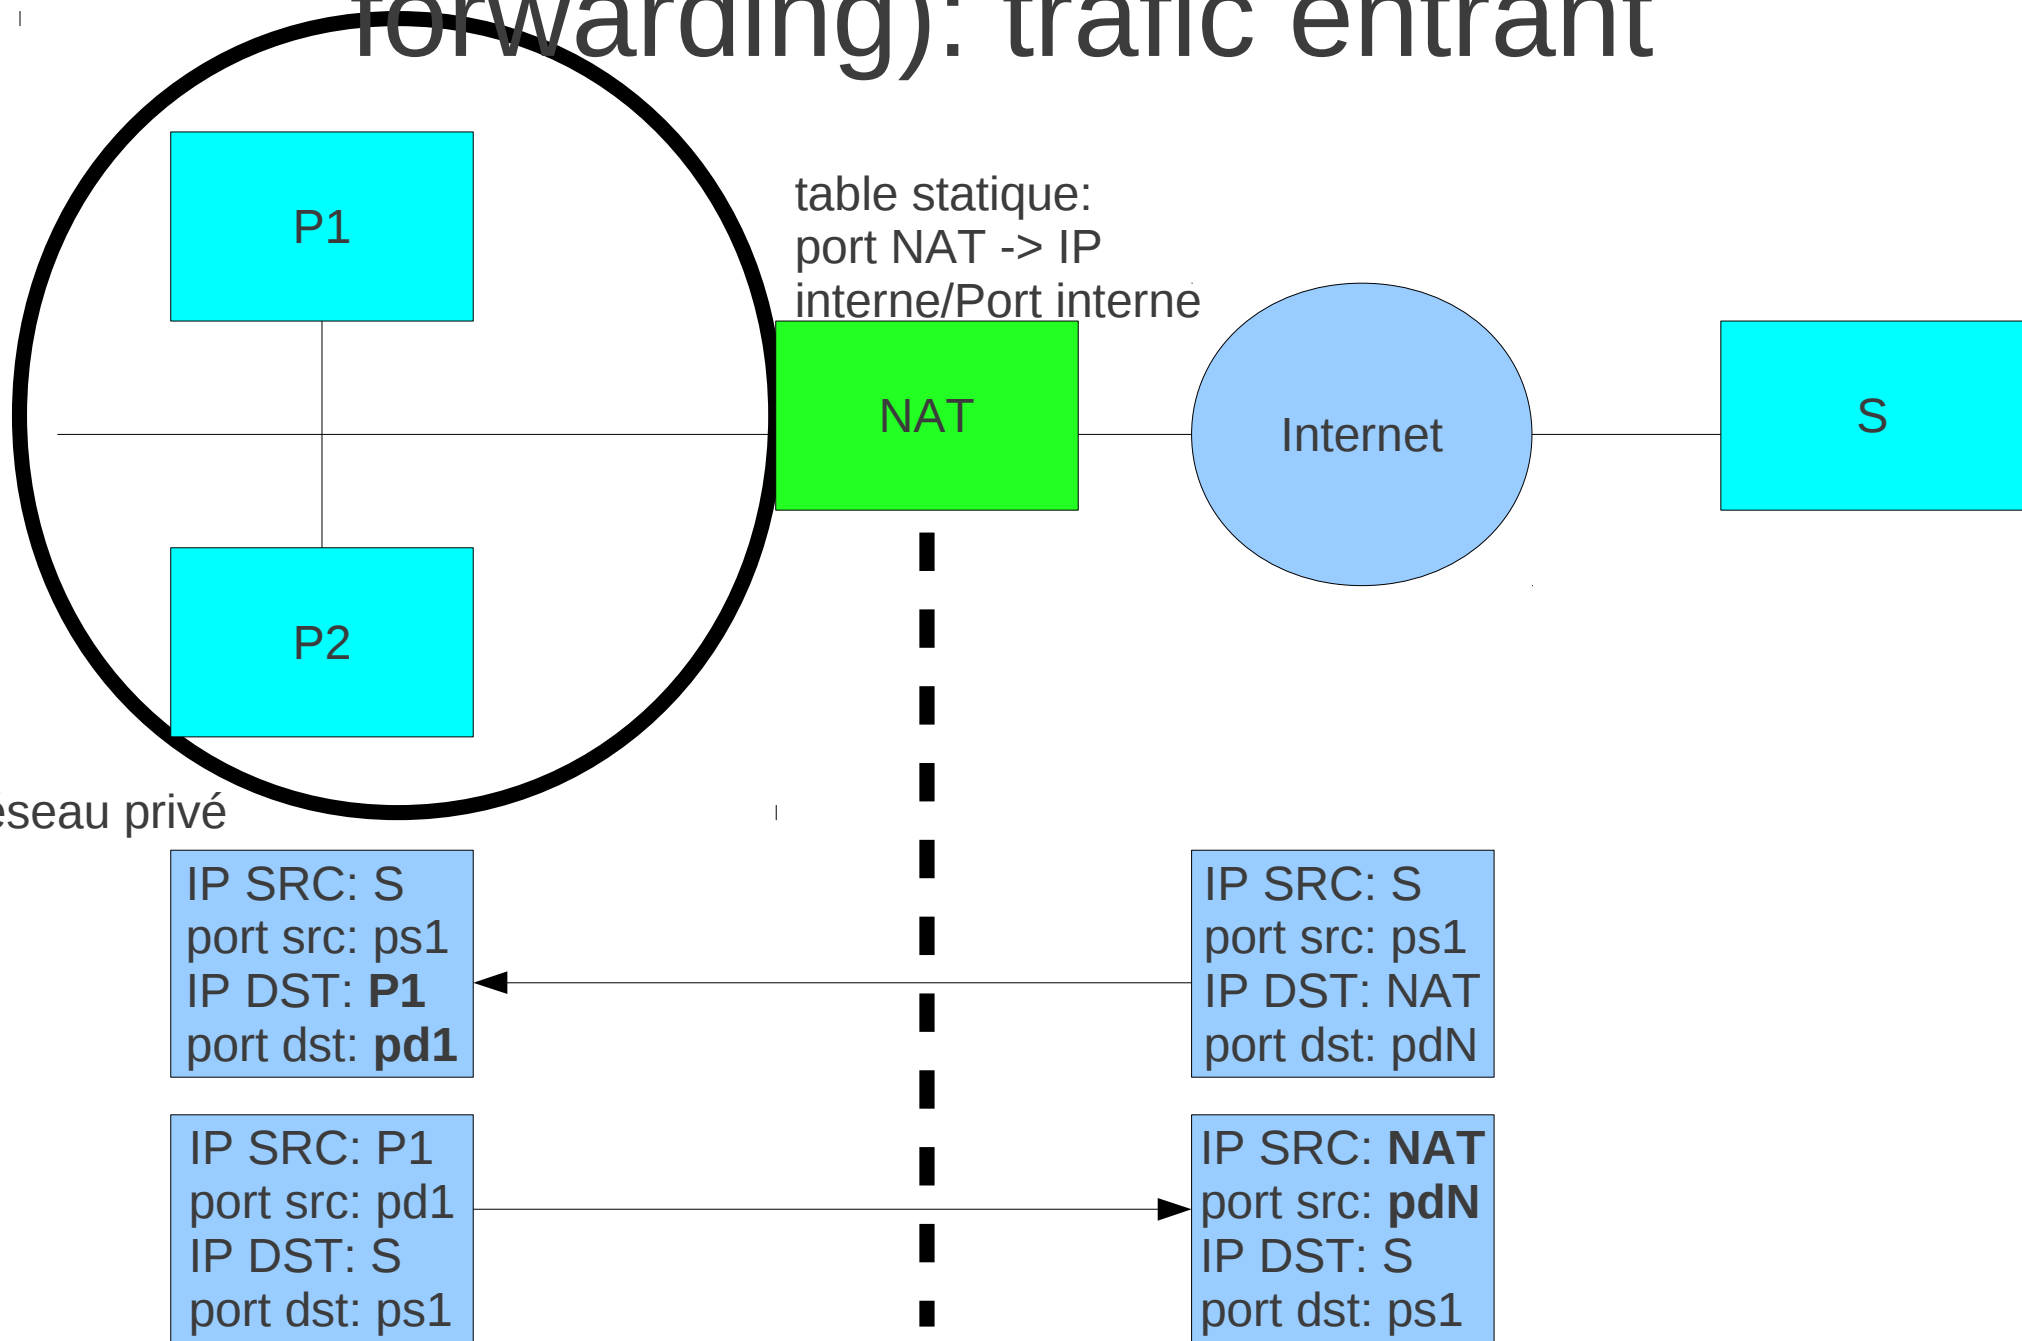 forwarding): trafic entrant
P1
table statique:
port NAT -> IP
interne/Port interne
NAT
Internet
S
P2
éseau privé
IP SRC: S
port src: ps1
IP DST: P1
port dst: pd1
IP SRC: S
port src: ps1
IP DST: NAT
port dst: pdN
IP SRC: P1
port src: pd1
IP DST: S
port dst: ps1
IP SRC: NAT
port src: pdN
IP DST: S
port dst: ps1